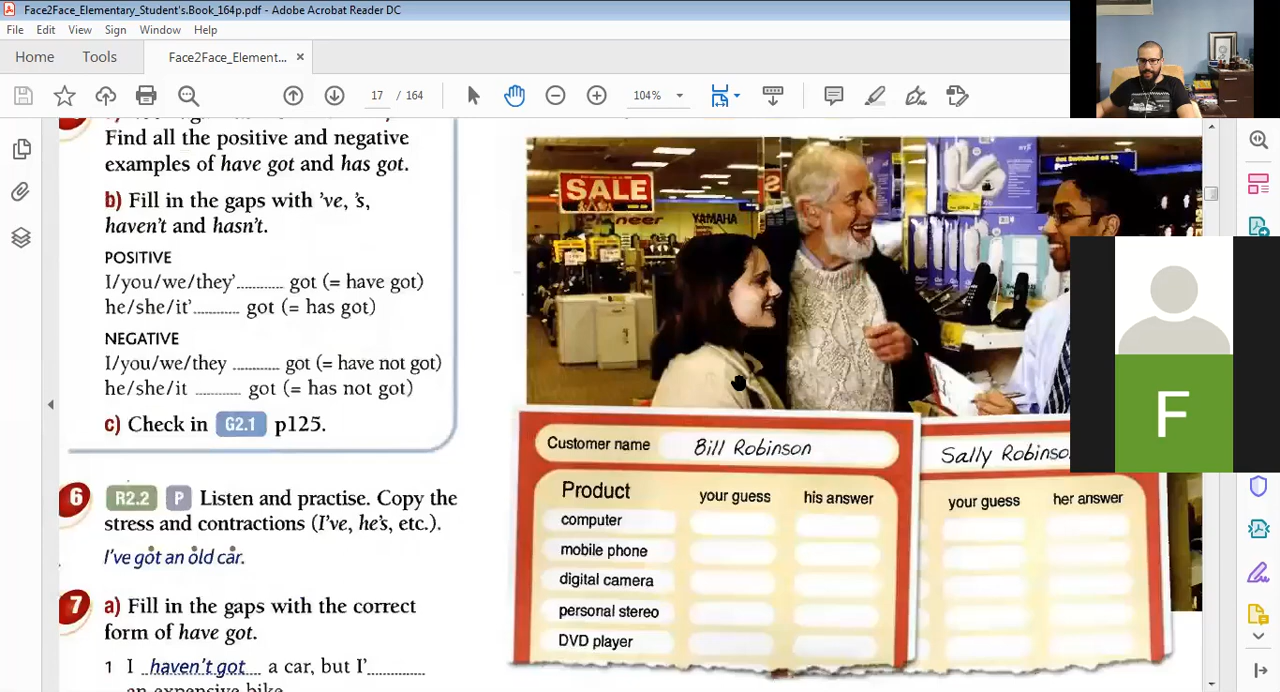 Face2Face_Elementary_Student's.Book_164p.pdf - Adobe Acrobat Reader DC
File Edit View Sign Window Help
Home Tools Face2Face_Element... ×
17 / 164 104%
Find all the positive and negative
examples of have got and has got.
b) Fill in the gaps with 've, 's,
haven't and hasn't.
POSITIVE
I/you/we/they'............ got (= have got)
he/she/it'............ got (= has got)
NEGATIVE
I/you/we/they ............ got (= have not got)
he/she/it ............ got (= has not got)
c) Check in G2.1 p125.
6 R2.2 P Listen and practise. Copy the
stress and contractions (I've, he's, etc.).
I've got an old car.
7 a) Fill in the gaps with the correct
form of have got.
1 I haven't got a car, but I'............
an expensive bike.
SALE
YAMAHA
Customer name Bill Robinson
Product your guess his answer
computer
mobile phone
digital camera
personal stereo
DVD player
Sally Robinso
your guess her answer
F